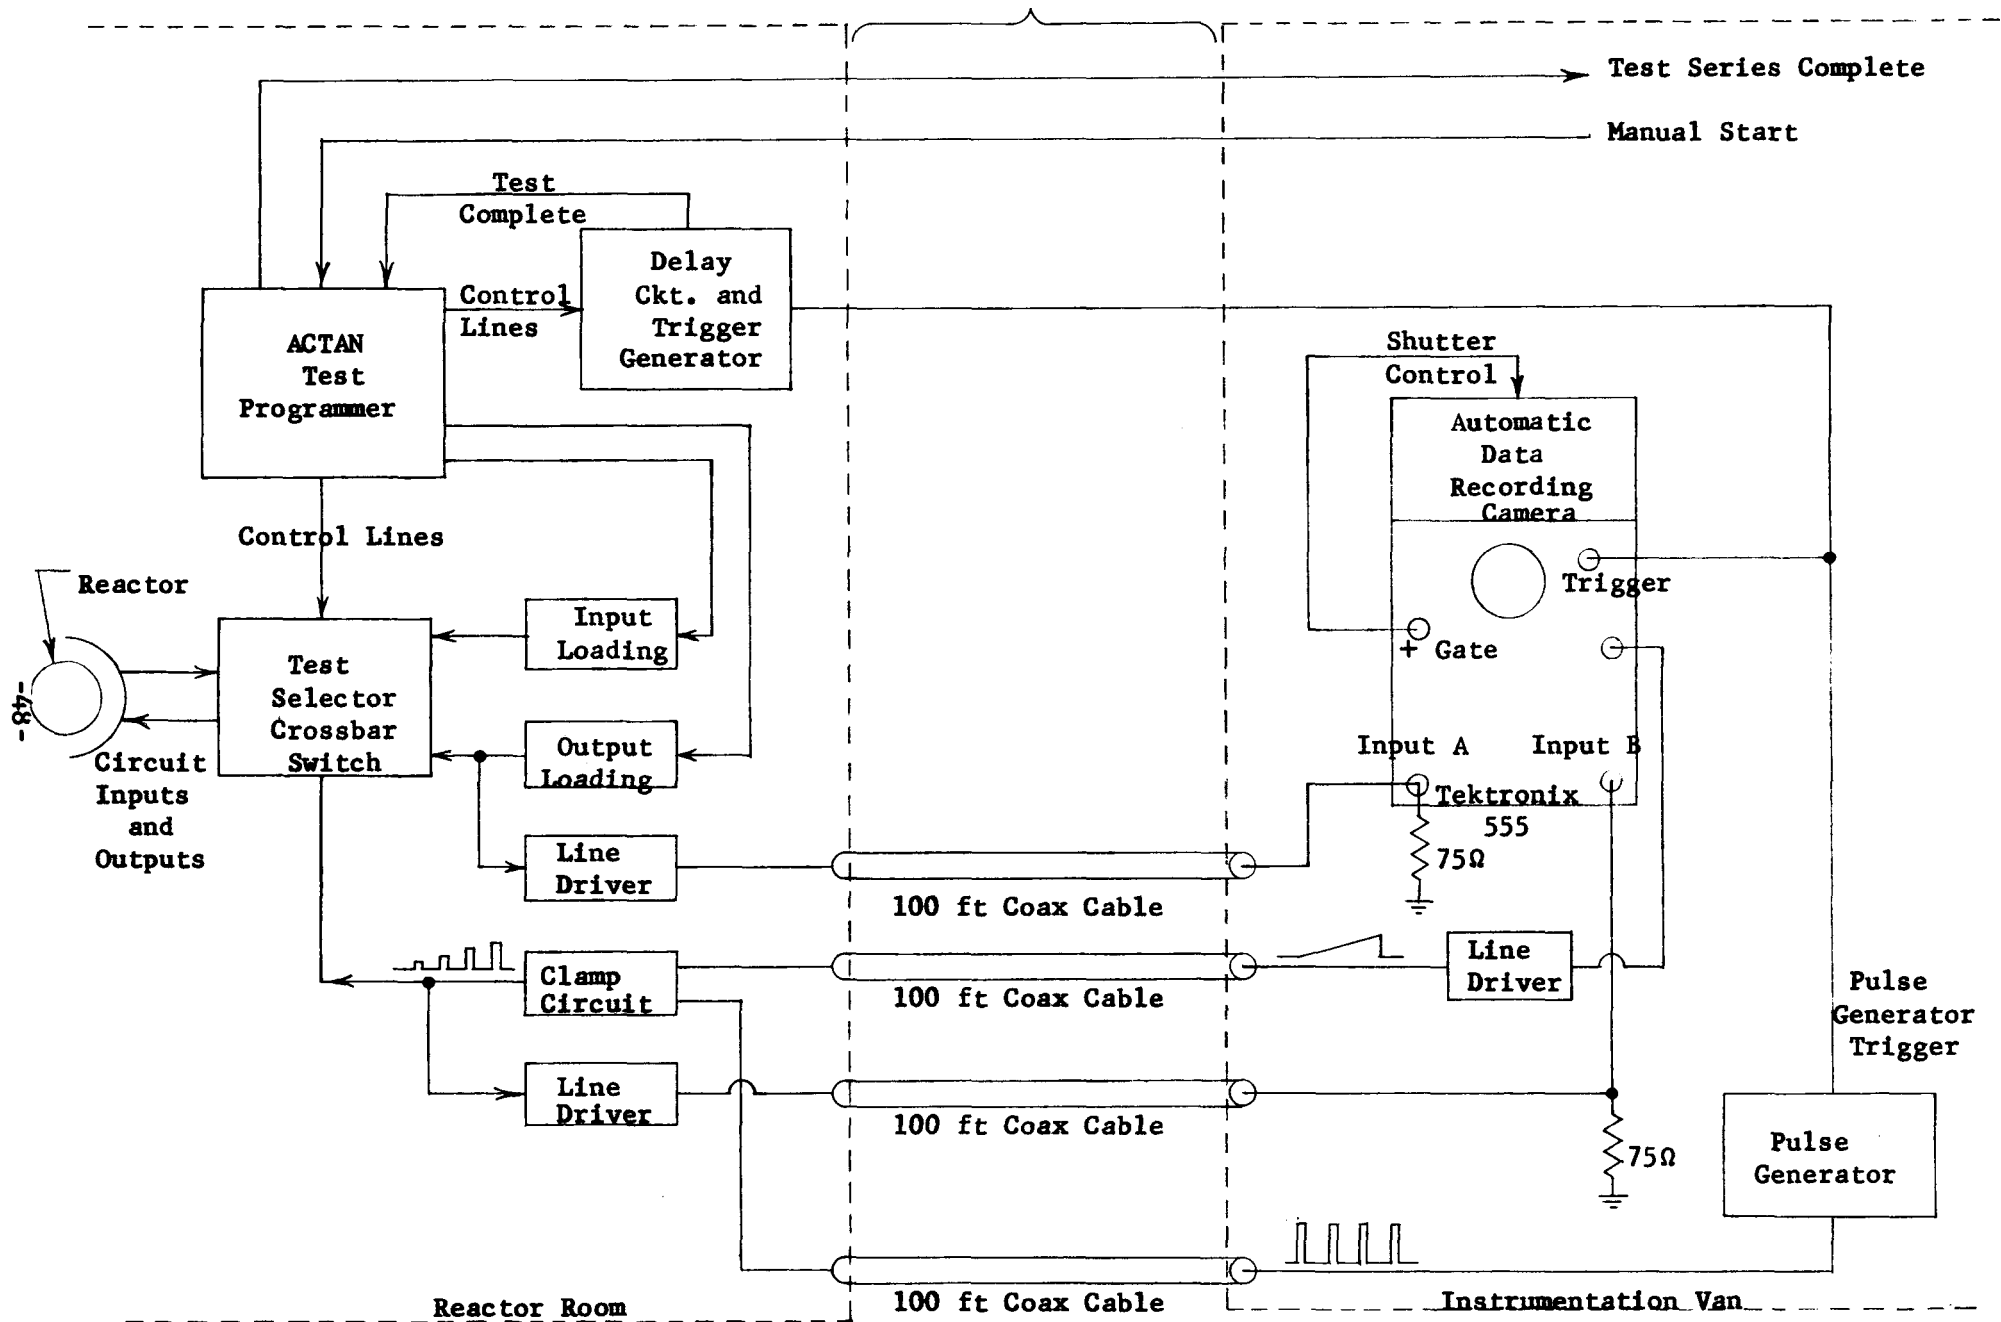 Test Series Complete
Manual Start
Test
Complete
Delay
Ckt. and
Trigger
Generator
Control
Lines
ACTAN
Test
Programmer
Shutter
Control
Automatic
Data
Recording
Camera
Trigger
+ Gate
Input A
Input B
Tektronix
555
75Ω
Control Lines
Reactor
-48-
Test
Selector
Crossbar
Switch
Circuit
Inputs
and
Outputs
Input
Loading
Output
Loading
Line
Driver
100 ft Coax Cable
Clamp
Circuit
100 ft Coax Cable
Line
Driver
Line
Driver
100 ft Coax Cable
75Ω
Pulse
Generator
Trigger
Pulse
Generator
100 ft Coax Cable
Reactor Room
Instrumentation Van